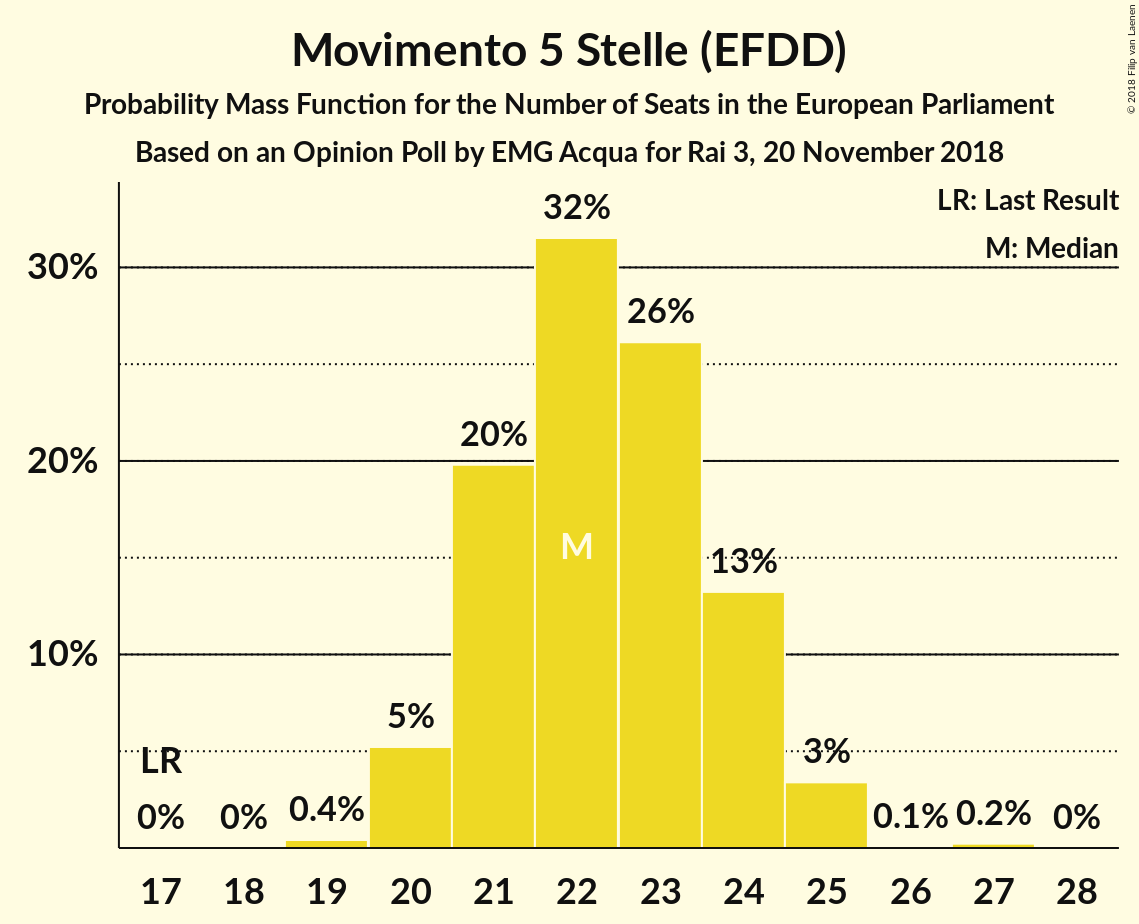 Movimento 5 Stelle (EFDD)
Probability Mass Function for the Number of Seats in the European Parliament
Based on an Opinion Poll by EMG Acqua for Rai 3, 20 November 2018
© 2018 Filip van Laenen
LR: Last Result
M: Median
30%
20%
10%
32%
26%
20%
M
13%
5%
3%
LR
0%
0%
0.4%
0.1%
0.2%
0%
17 18 19 20 21 22 23 24 25 26 27 28